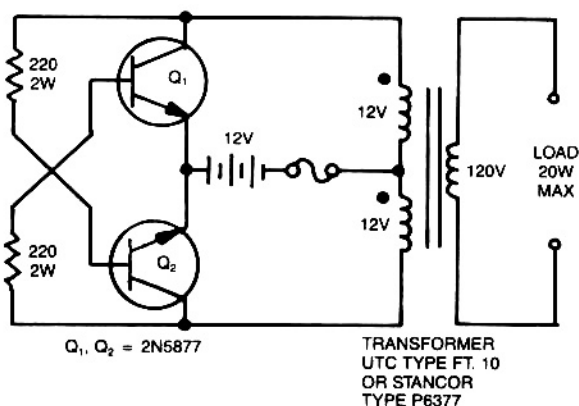 220
2W
Q1
12V
12V
120V
LOAD
20W
MAX
12V
220
2W
Q2
Q1, Q2 = 2N5877
TRANSFORMER
UTC TYPE FT. 10
OR STANCOR
TYPE P6377